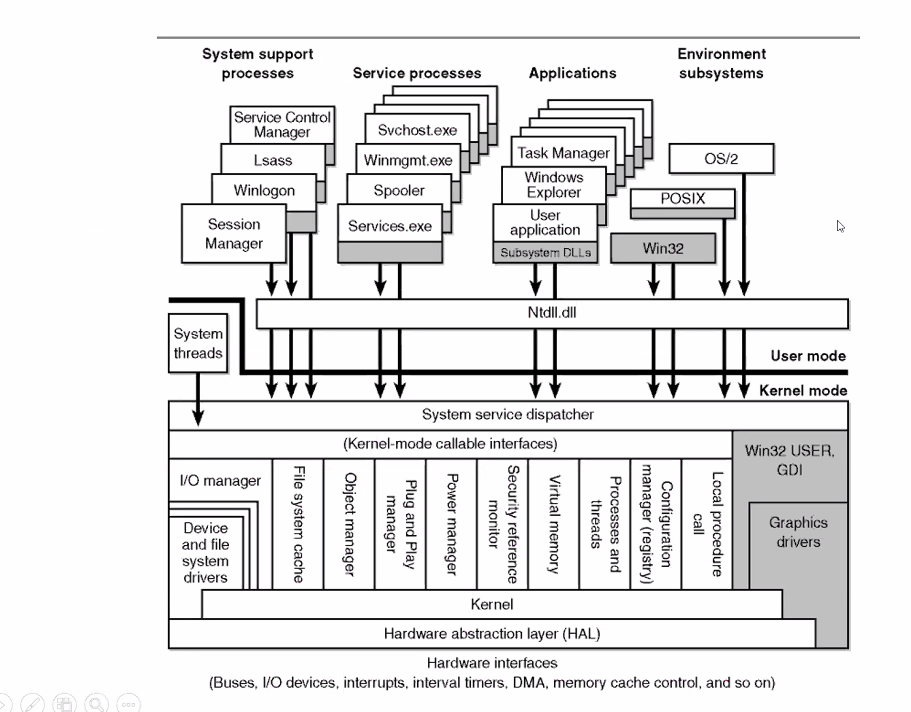 System support
processes
Service processes
Applications
Environment
subsystems
Service Control
Manager
Lsass
Winlogon
Session
Manager
Svchost.exe
Winmgmt.exe
Spooler
Services.exe
Task Manager
Windows
Explorer
User
application
Subsystem DLLs
OS/2
POSIX
Win32
Ntdll.dll
System
threads
User mode
Kernel mode
System service dispatcher
(Kernel-mode callable interfaces)
Win32 USER,
GDI
I/O manager
Device
and file
system
drivers
File system cache
Object manager
Plug and Play
manager
Power manager
Security reference
monitor
Virtual memory
Processes and
threads
Configuration
manager (registry)
Local procedure
call
Graphics
drivers
Kernel
Hardware abstraction layer (HAL)
Hardware interfaces
(Buses, I/O devices, interrupts, interval timers, DMA, memory cache control, and so on)